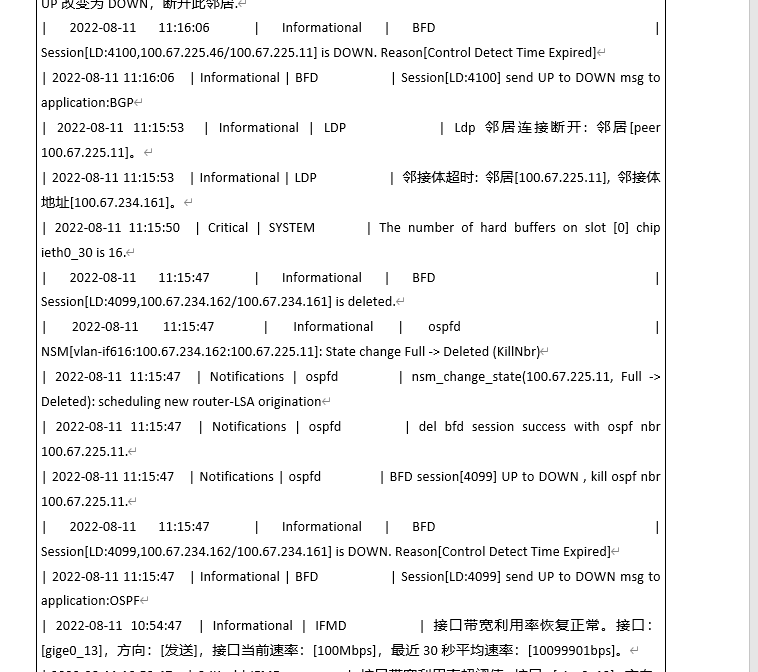 UP 改变为 DOWN，断开此邻居.↵
| 2022-08-11 11:16:06 | Informational | BFD |
Session[LD:4100,100.67.225.46/100.67.225.11] is DOWN. Reason[Control Detect Time Expired]↵
| 2022-08-11 11:16:06 | Informational | BFD | Session[LD:4100] send UP to DOWN msg to
application:BGP↵
| 2022-08-11 11:15:53 | Informational | LDP | Ldp 邻居连接断开：邻居[peer
100.67.225.11]。↵
| 2022-08-11 11:15:53 | Informational | LDP | 邻接体超时: 邻居[100.67.225.11], 邻接体
地址[100.67.234.161]。↵
| 2022-08-11 11:15:50 | Critical | SYSTEM | The number of hard buffers on slot [0] chip
ieth0_30 is 16.↵
| 2022-08-11 11:15:47 | Informational | BFD |
Session[LD:4099,100.67.234.162/100.67.234.161] is deleted.↵
| 2022-08-11 11:15:47 | Informational | ospfd |
NSM[vlan-if616:100.67.234.162:100.67.225.11]: State change Full -> Deleted (KillNbr)↵
| 2022-08-11 11:15:47 | Notifications | ospfd | nsm_change_state(100.67.225.11, Full ->
Deleted): scheduling new router-LSA origination↵
| 2022-08-11 11:15:47 | Notifications | ospfd | del bfd session success with ospf nbr
100.67.225.11.↵
| 2022-08-11 11:15:47 | Notifications | ospfd | BFD session[4099] UP to DOWN , kill ospf nbr
100.67.225.11.↵
| 2022-08-11 11:15:47 | Informational | BFD |
Session[LD:4099,100.67.234.162/100.67.234.161] is DOWN. Reason[Control Detect Time Expired]↵
| 2022-08-11 11:15:47 | Informational | BFD | Session[LD:4099] send UP to DOWN msg to
application:OSPF↵
| 2022-08-11 10:54:47 | Informational | IFMD | 接口带宽利用率恢复正常。接口：
[gige0_13]，方向：[发送]，接口当前速率：[100Mbps]，最近 30 秒平均速率：[10099901bps]。↵